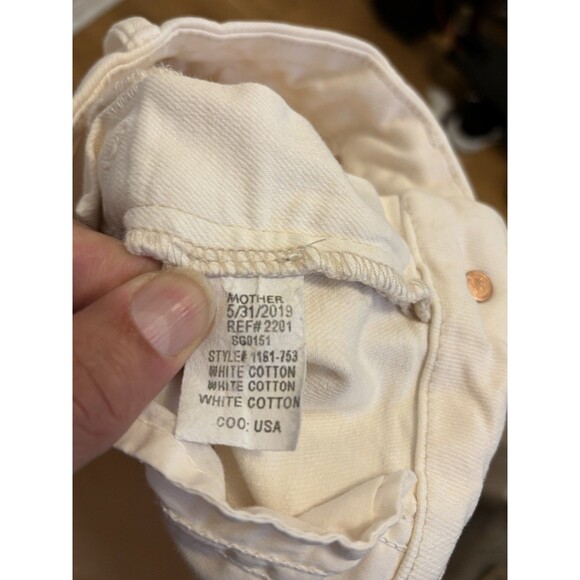 MOTHER
5/31/2019
REF# 2201
SG0151
STYLE# 1161-753
WHITE COTTON
WHITE COTTON
WHITE COTTON
COO: USA